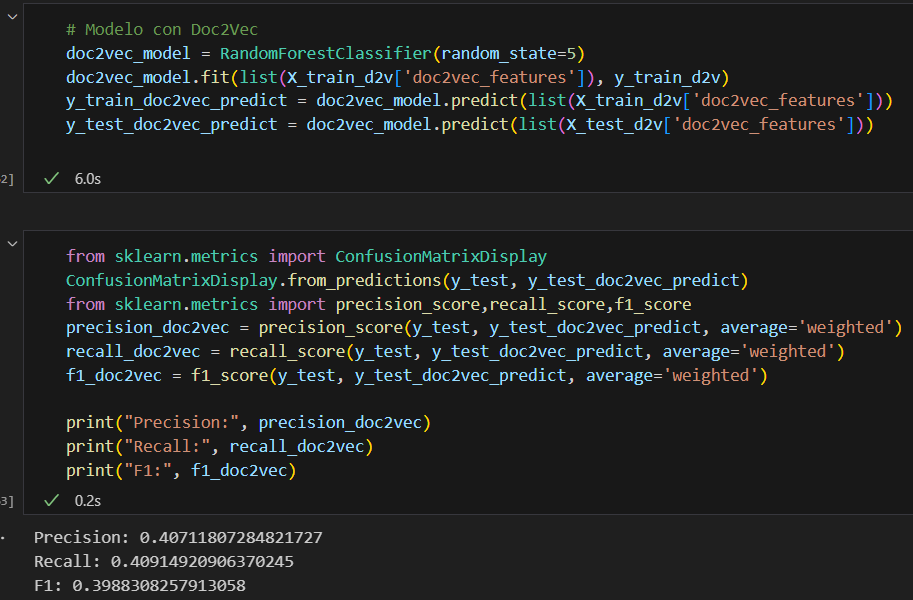 # Modelo con Doc2Vec
doc2vec_model = RandomForestClassifier(random_state=5)
doc2vec_model.fit(list(X_train_d2v['doc2vec_features']), y_train_d2v)
y_train_doc2vec_predict = doc2vec_model.predict(list(X_train_d2v['doc2vec_features']))
y_test_doc2vec_predict = doc2vec_model.predict(list(X_test_d2v['doc2vec_features']))
2]
6.0s
from sklearn.metrics import ConfusionMatrixDisplay
ConfusionMatrixDisplay.from_predictions(y_test, y_test_doc2vec_predict)
from sklearn.metrics import precision_score,recall_score,f1_score
precision_doc2vec = precision_score(y_test, y_test_doc2vec_predict, average='weighted')
recall_doc2vec = recall_score(y_test, y_test_doc2vec_predict, average='weighted')
f1_doc2vec = f1_score(y_test, y_test_doc2vec_predict, average='weighted')
print("Precision:", precision_doc2vec)
print("Recall:", recall_doc2vec)
print("F1:", f1_doc2vec)
3]
0.2s
Precision: 0.40711807284821727
Recall: 0.40914920906370245
F1: 0.3988308257913058